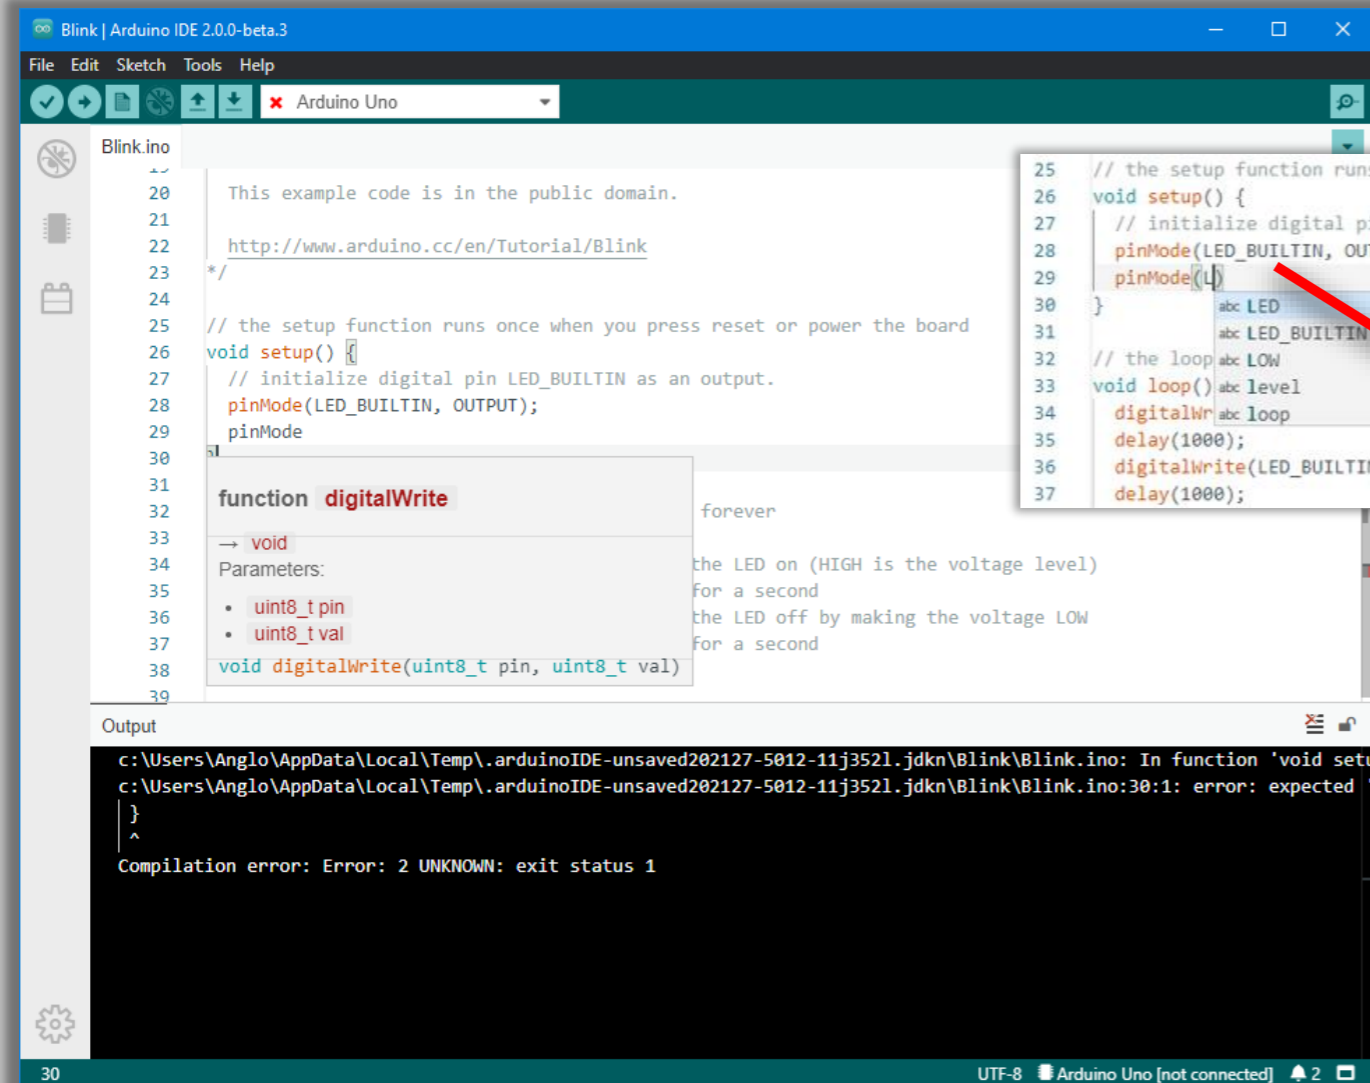 Blink | Arduino IDE 2.0.0-beta.3
File Edit Sketch Tools Help
Arduino Uno
Blink.ino
20 This example code is in the public domain.
21
22 http://www.arduino.cc/en/Tutorial/Blink
23 */
24
25 // the setup function runs once when you press reset or power the board
26 void setup() {
27 // initialize digital pin LED_BUILTIN as an output.
28 pinMode(LED_BUILTIN, OUTPUT);
29 pinMode
30
31
32 forever
33
34 the LED on (HIGH is the voltage level)
35 for a second
36 the LED off by making the voltage LOW
37 for a second
38
39
function digitalWrite
→ void
Parameters:
• uint8_t pin
• uint8_t val
void digitalWrite(uint8_t pin, uint8_t val)
25 // the setup function runs
26 void setup() {
27 // initialize digital
28 pinMode(LED_BUILTIN,
29 pinMode(L)
30 }
31
32 // the loop
33 void loop()
34 digitalWr
35 delay(1000);
36 digitalWrite(LED_BUILTIN
37 delay(1000);
abc LED
abc LED_BUILTIN
abc LOW
abc level
abc loop
Output
c:\Users\Anglo\AppData\Local\Temp\.arduinoIDE-unsaved202127-5012-11j352l.jdkn\Blink\Blink.ino: In function 'void
c:\Users\Anglo\AppData\Local\Temp\.arduinoIDE-unsaved202127-5012-11j352l.jdkn\Blink\Blink.ino:30:1: error: expected
}
^
Compilation error: Error: 2 UNKNOWN: exit status 1
30 UTF-8 Arduino Uno [not connected] 2